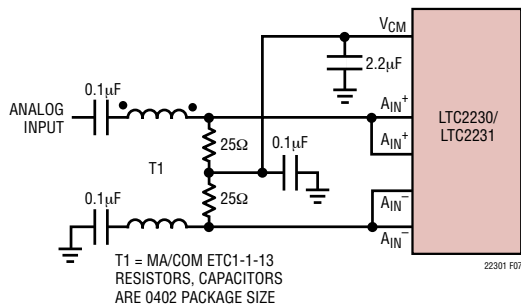 V_CM
2.2µF
0.1µF
ANALOG
INPUT
A_IN⁺
LTC2230/
LTC2231
25Ω
0.1µF
A_IN⁺
T1
0.1µF
25Ω
A_IN⁻
A_IN⁻
T1 = MA/COM ETC1-1-13
RESISTORS, CAPACITORS
ARE 0402 PACKAGE SIZE
22301 F07